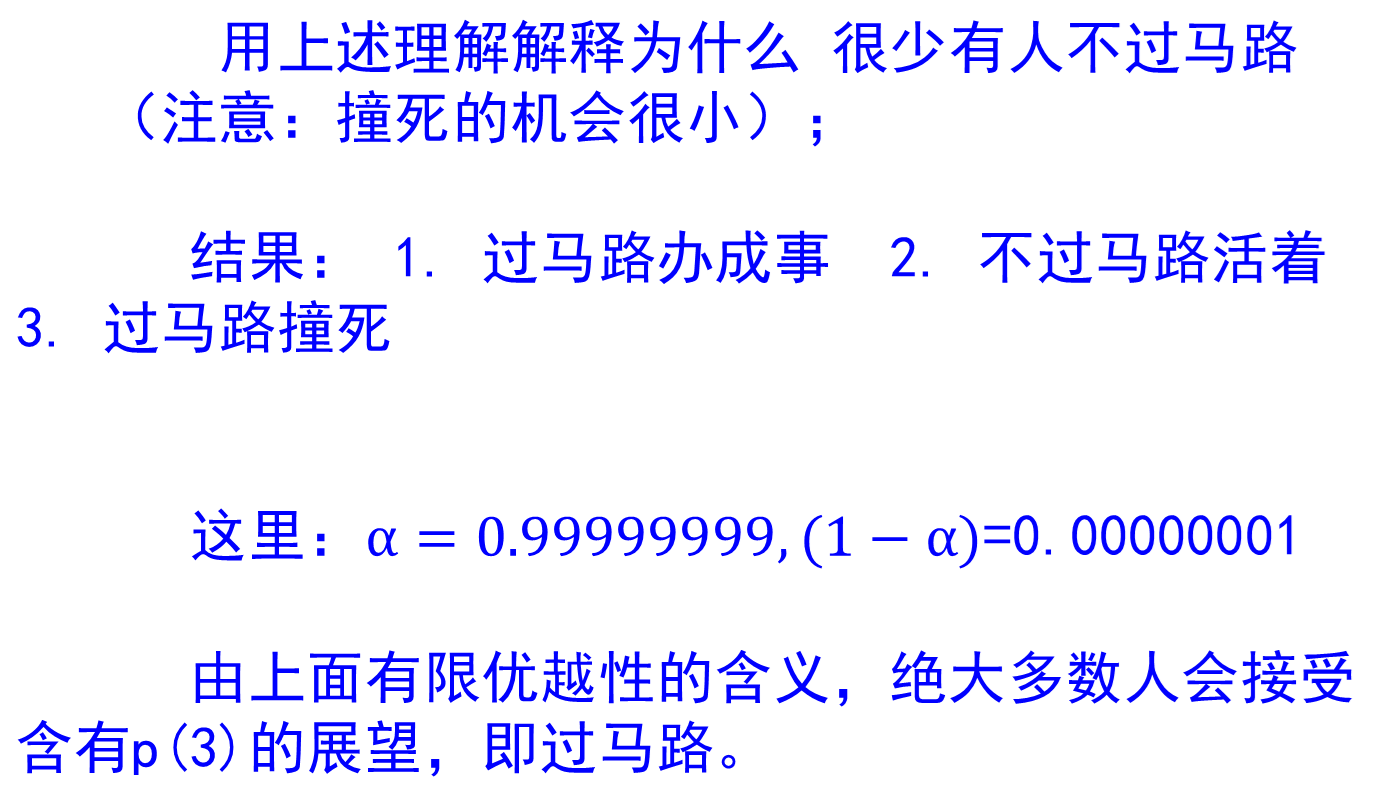 用上述理解解释为什么 很少有人不过马路
（注意：撞死的机会很小）；
结果： 1. 过马路办成事 2. 不过马路活着
3. 过马路撞死
这里：α = 0.99999999,(1 − α)=0.00000001
由上面有限优越性的含义，绝大多数人会接受
含有p(3)的展望，即过马路。